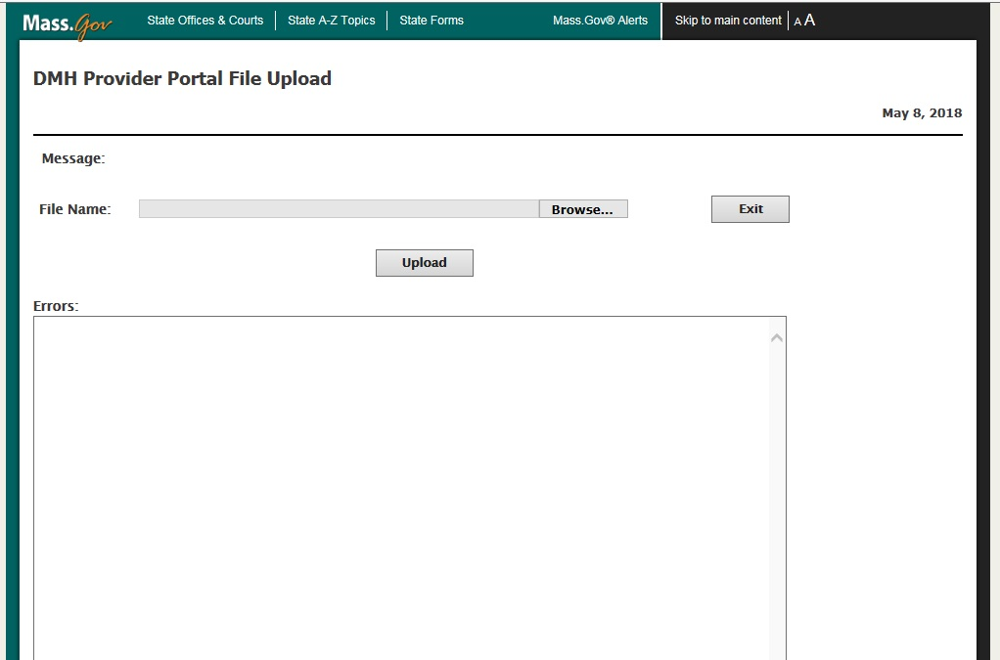 Mass.Gov State Offices & Courts State A-Z Topics State Forms Mass.Gov® Alerts Skip to main content A A
DMH Provider Portal File Upload
May 8, 2018
Message:
File Name: Browse... Exit
Upload
Errors: